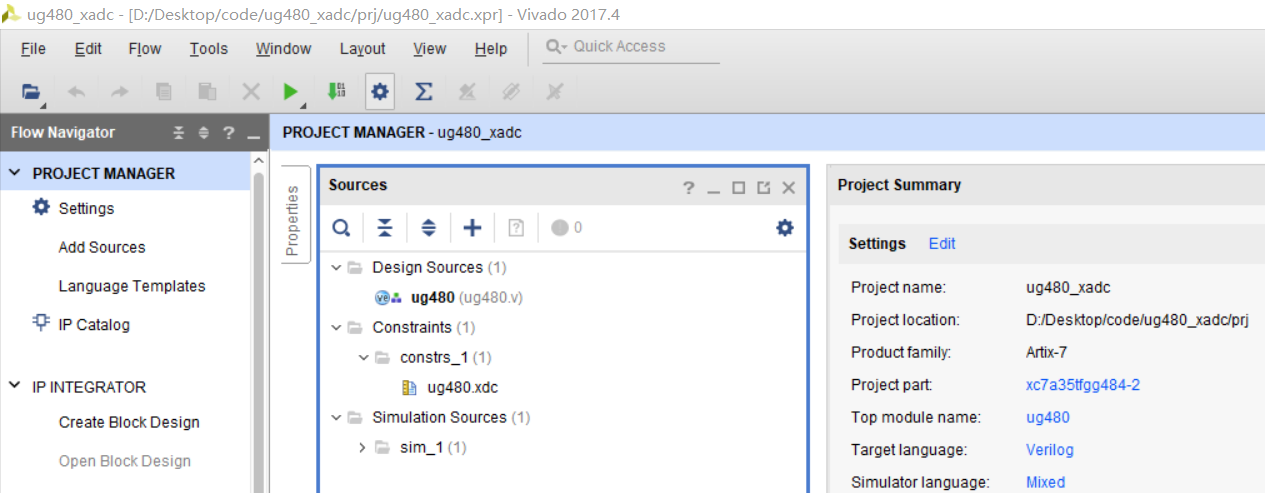 ug480_xadc - [D:/Desktop/code/ug480_xadc/prj/ug480_xadc.xpr] - Vivado 2017.4
File Edit Flow Tools Window Layout View Help Quick Access
Flow Navigator
PROJECT MANAGER
Settings
Add Sources
Language Templates
IP Catalog
IP INTEGRATOR
Create Block Design
Open Block Design
PROJECT MANAGER - ug480_xadc
Properties
Sources
0
Design Sources (1)
ug480 (ug480.v)
Constraints (1)
constrs_1 (1)
ug480.xdc
Simulation Sources (1)
sim_1 (1)
Project Summary
Settings Edit
Project name: ug480_xadc
Project location: D:/Desktop/code/ug480_xadc/prj
Product family: Artix-7
Project part: xc7a35tfgg484-2
Top module name: ug480
Target language: Verilog
Simulator language: Mixed